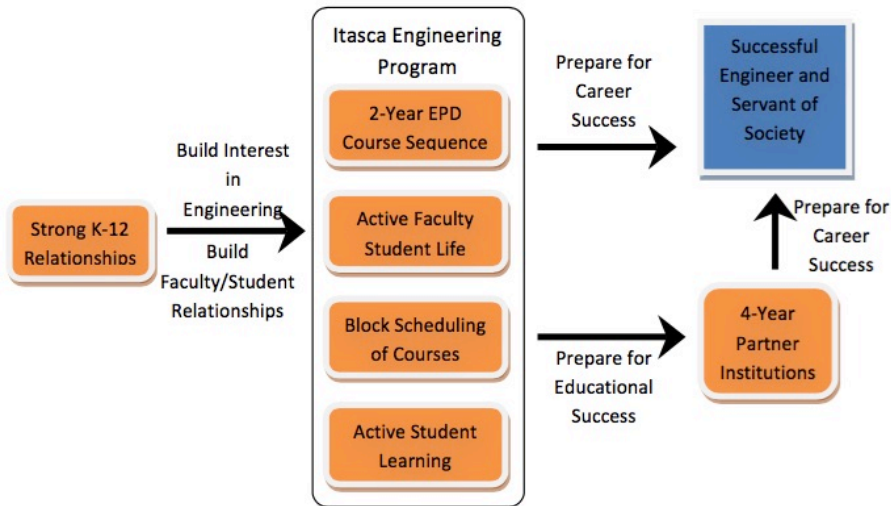 Strong K-12
Relationships
Build Interest
in
Engineering
Build
Faculty/Student
Relationships
Itasca Engineering
Program
2-Year EPD
Course Sequence
Active Faculty
Student Life
Block Scheduling
of Courses
Active Student
Learning
Prepare for
Career
Success
Successful
Engineer and
Servant of
Society
Prepare for
Educational
Success
4-Year
Partner
Institutions
Prepare for
Career
Success